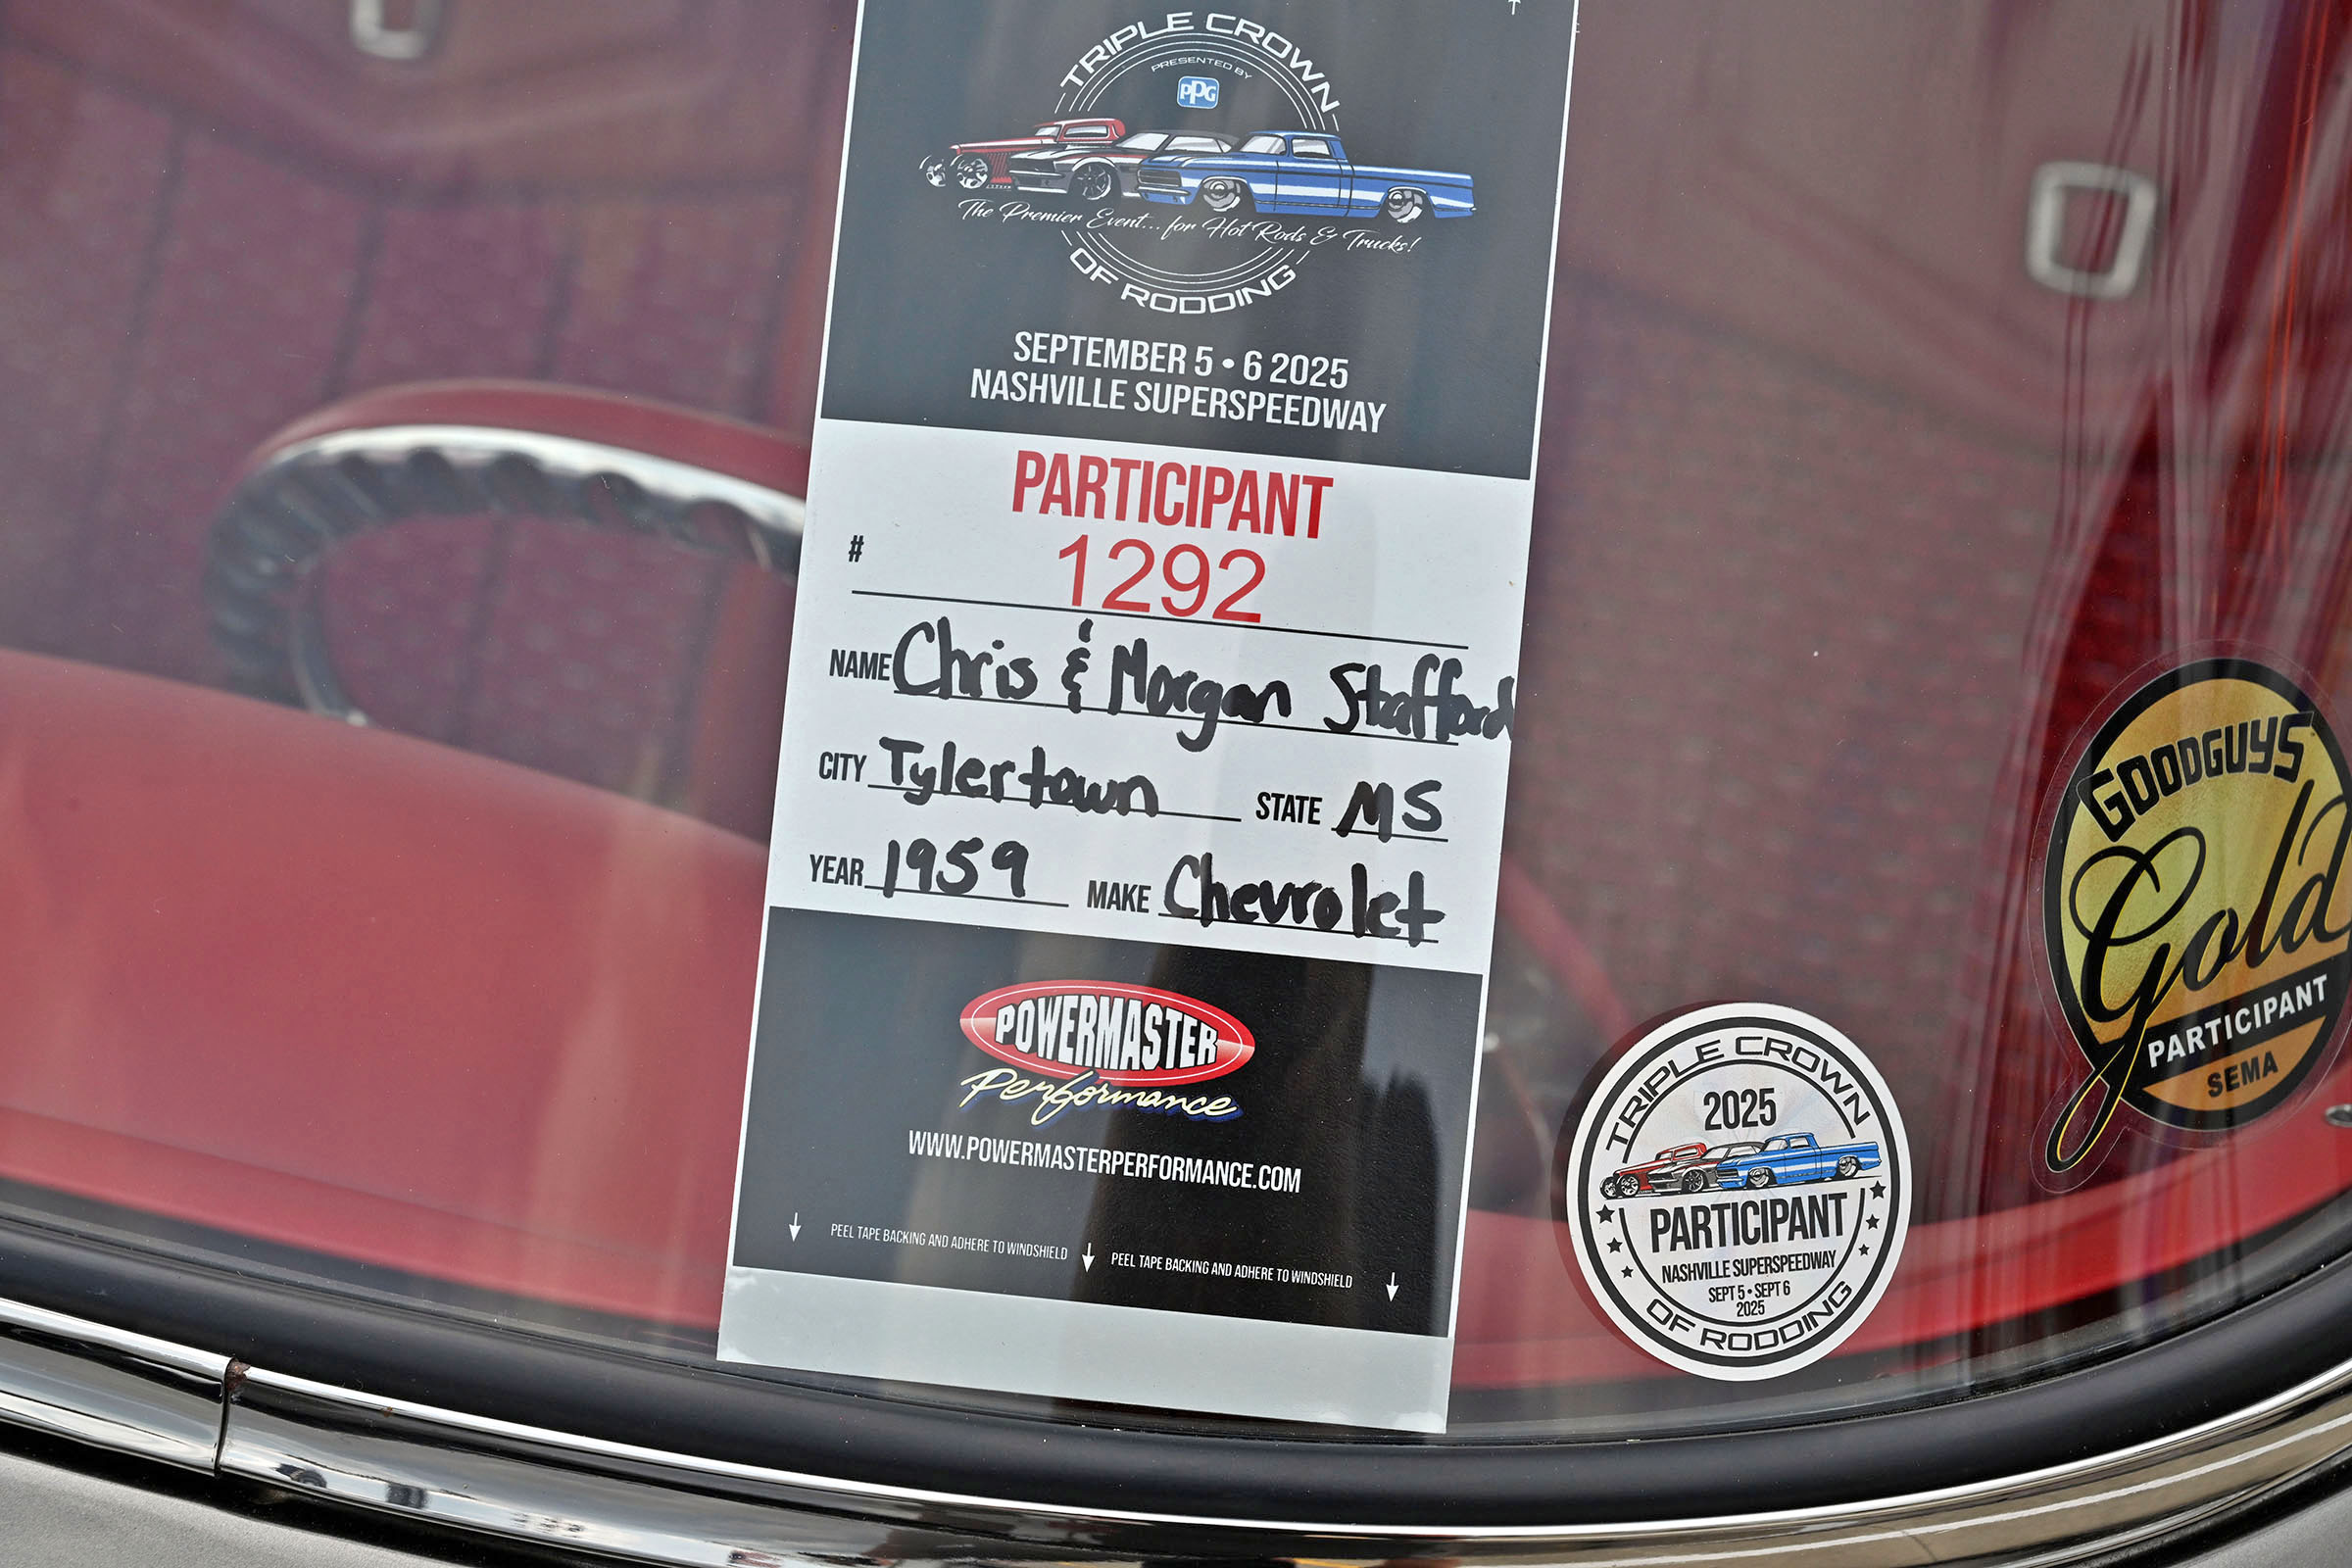 TRIPLE CROWN
PRESENTED BY
PPG
The Premier Event... for Hot Rods & Trucks!
OF RODDING
SEPTEMBER 5 • 6 2025
NASHVILLE SUPERSPEEDWAY
PARTICIPANT
# 1292
NAME Chris & Morgan Stafford
CITY Tylertown STATE MS
YEAR 1959 MAKE Chevrolet
POWERMASTER
Performance
WWW.POWERMASTERPERFORMANCE.COM
PEEL TAPE BACKING AND ADHERE TO WINDSHIELD PEEL TAPE BACKING AND ADHERE TO WINDSHIELD
TRIPLE CROWN
2025
PARTICIPANT
NASHVILLE SUPERSPEEDWAY
SEPT 5 • SEPT 6
2025
OF RODDING
GOODGUYS
Gold
PARTICIPANT
SEMA